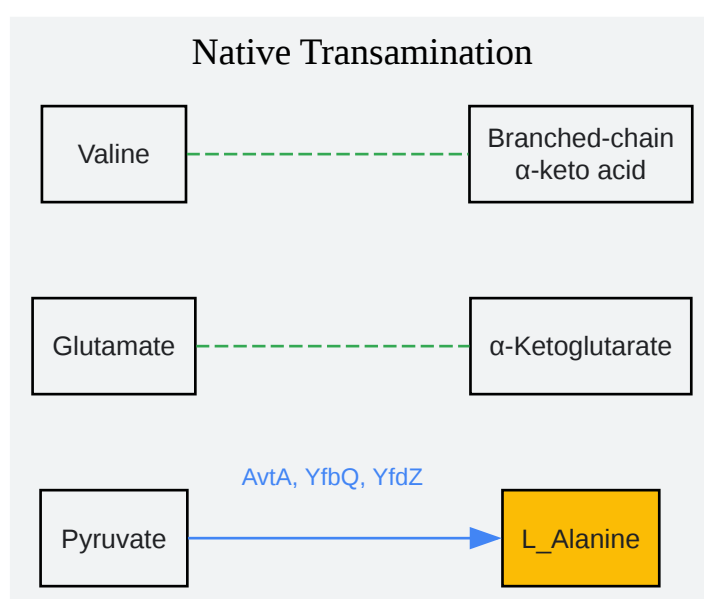 Native Transamination
Valine
Branched-chain
α-keto acid
Glutamate
α-Ketoglutarate
AvtA, YfbQ, YfdZ
Pyruvate
L_Alanine